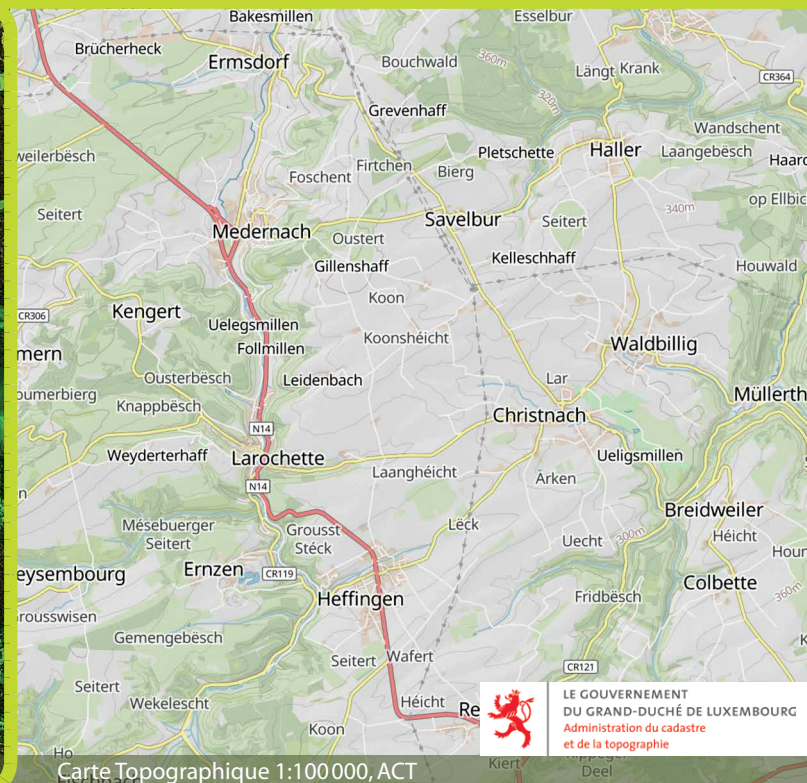 Bakesmillen
Esselbur
Brücherheck
Ermsdorf
Bouchwald
360m
Längt
Krank
CR364
320m
Grevenhaff
Wandschent
weilerbësch
Pletschette
Haller
Laangebësch
Firtchen
Bierg
Foschent
op Ellbic
Seitert
340m
Savelbur
Seitert
Medernach
Oustert
Kelleschhaff
Gillenshaff
Houwald
Koon
Kengert
CR306
Uelegsmillen
Koonshéicht
Waldbillig
Follmillen
mern
Ousterbësch
Leidenbach
Lar
oumerbierg
Müllerth
Knappbësch
Christnach
N14
Weyderterhaff
Larochette
Ueligsmillen
Laanghéicht
Ärken
N14
Breidweiler
Mésebuerger
Seitert
Grousst
Stéck
Lëck
300m
Héicht
Uecht
eysembourg
Ernzen
CR119
Colbette
Heffingen
Fridbësch
360m
rousswisen
Gemengebësch
Seitert
Wafert
CR121
Seitert
Wekelescht
Héicht
Re
Koon
Kiert
Deel
LE GOUVERNEMENT
DU GRAND-DUCHÉ DE LUXEMBOURG
Administration du cadastre
et de la topographie
Carte Topographique 1:100 000, ACT